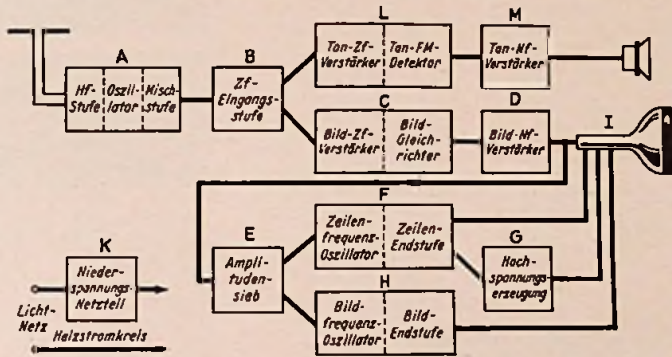 A
Hf-
Stufe
Oszil-
lator
Misch-
stufe
B
Zf-
Eingangs-
stufe
L
Ton-Zf-
Verstärker
Ton-FM-
Detektor
M
Ton-Nf-
Verstärker
C
Bild-Zf-
Verstärker
Bild-
Gleich-
richter
D
Bild-Nf-
Verstärker
I
E
Ampli-
tuden-
sieb
F
Zeilen-
frequenz-
Oszillator
Zeilen-
Endstufe
G
Hoch-
spannungs-
erzeugung
H
Bild-
frequenz-
Oszillator
Bild-
Endstufe
K
Nieder-
spannungs-
Netzteil
Licht-
Netz
Heizstromkreis